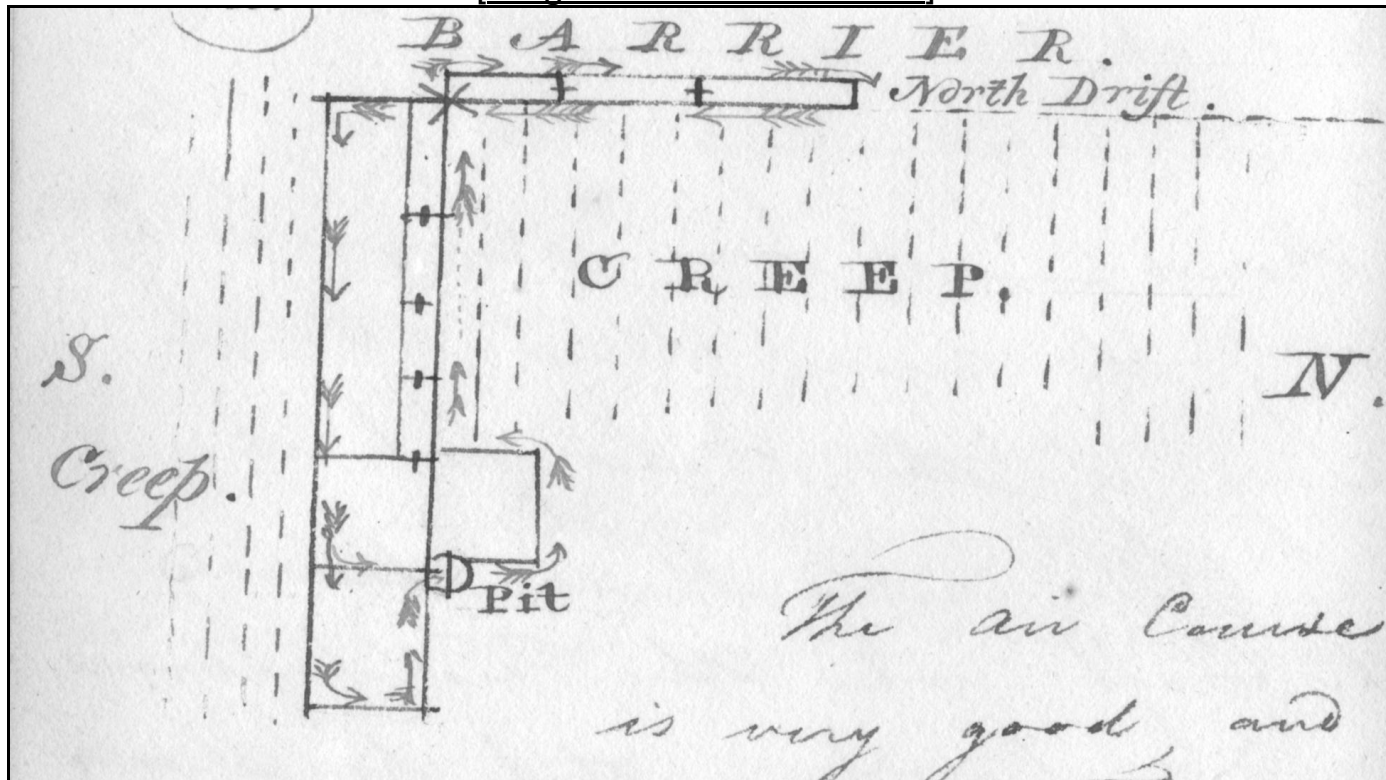 BARRIER.
North Drift.
CREEP.
S.
N.
Creep.
Pit
The air Course
is very good and